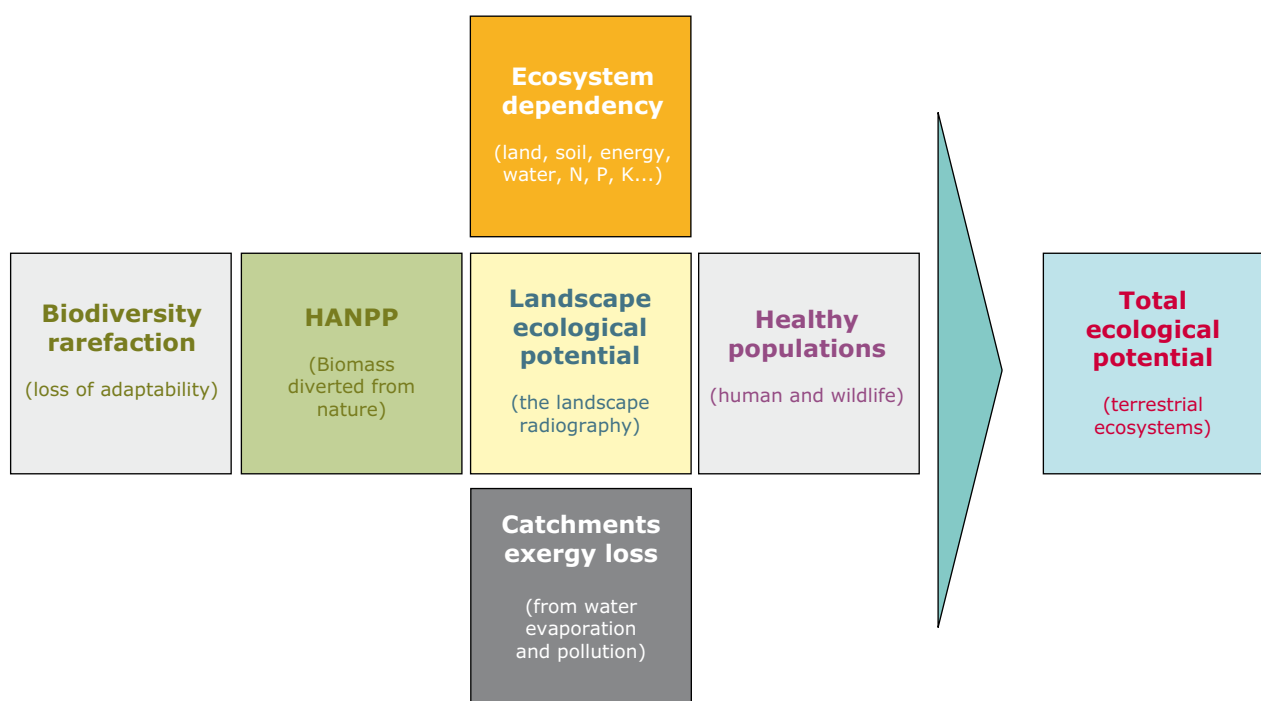 Ecosystem
dependency
(land, soil, energy,
water, N, P, K...)
Biodiversity
rarefaction
(loss of adaptability)
HANPP
(Biomass
diverted from
nature)
Landscape
ecological
potential
(the landscape
radiography)
Healthy
populations
(human and wildlife)
Total
ecological
potential
(terrestrial
ecosystems)
Catchments
exergy loss
(from water
evaporation
and pollution)